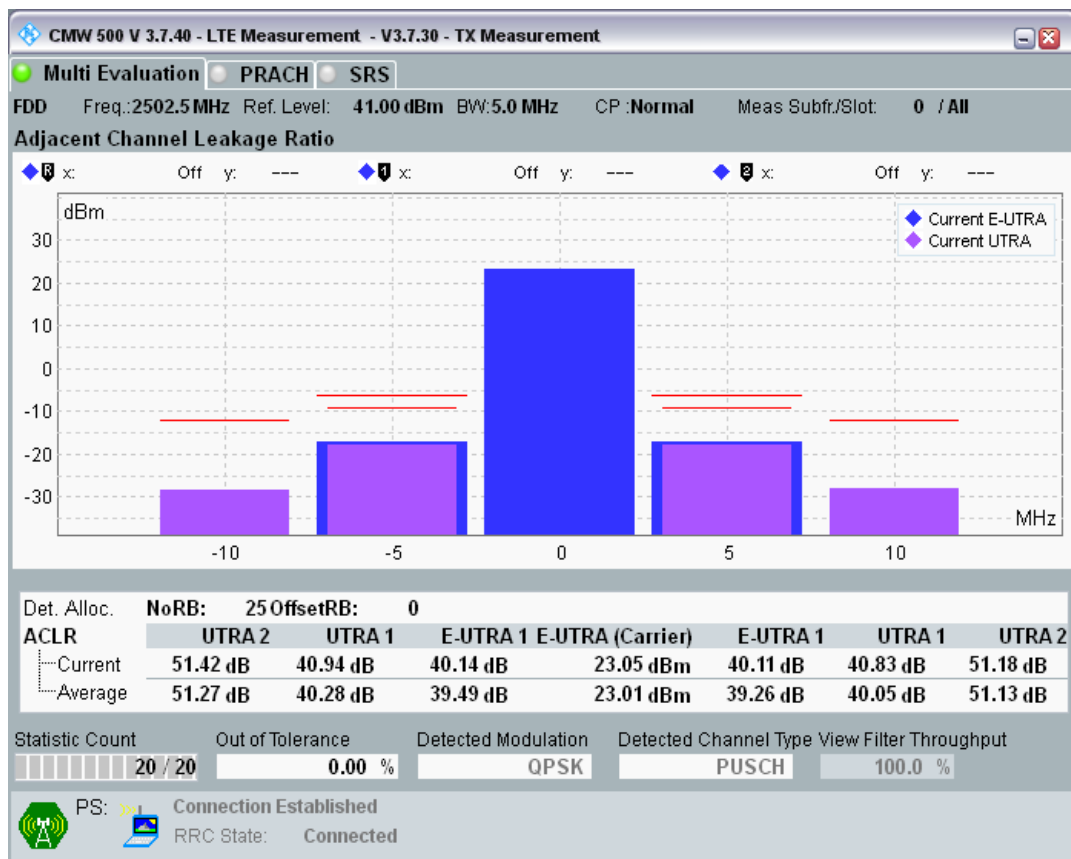 CMW 500 V 3.7.40 - LTE Measurement - V3.7.30 - TX Measurement
Multi Evaluation PRACH SRS
FDD Freq.:2502.5 MHz Ref. Level: 41.00 dBm BW:5.0 MHz CP :Normal Meas Subfr./Slot: 0 / All
Adjacent Channel Leakage Ratio
R x: Off y: --- 1 x: Off y: --- 2 x: Off y: ---
dBm
Current E-UTRA
Current UTRA
30
20
10
0
-10
-20
-30
MHz
-10 -5 0 5 10
Det. Alloc. NoRB: 25 OffsetRB: 0
ACLR UTRA 2 UTRA 1 E-UTRA 1 E-UTRA (Carrier) E-UTRA 1 UTRA 1 UTRA 2
Current 51.42 dB 40.94 dB 40.14 dB 23.05 dBm 40.11 dB 40.83 dB 51.18 dB
Average 51.27 dB 40.28 dB 39.49 dB 23.01 dBm 39.26 dB 40.05 dB 51.13 dB
Statistic Count Out of Tolerance Detected Modulation Detected Channel Type View Filter Throughput
20 / 20 0.00 % QPSK PUSCH 100.0 %
PS: Connection Established
RRC State: Connected